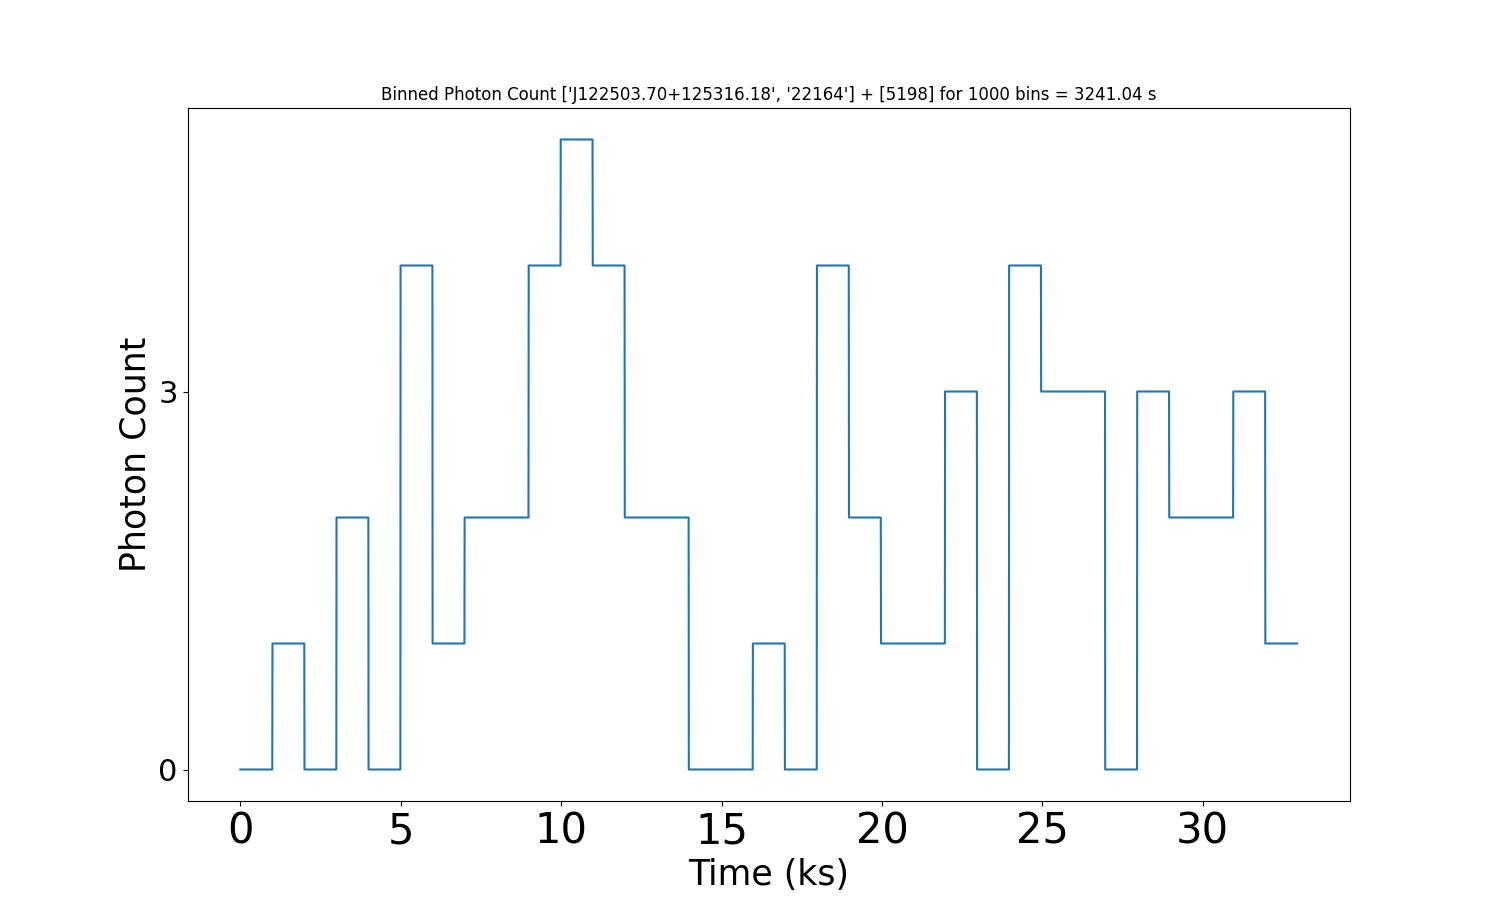 Binned Photon Count ['J122503.70+125316.18', '22164'] + [5198] for 1000 bins = 3241.04 s
Photon Count
3
0
0 5 10 15 20 25 30
Time (ks)